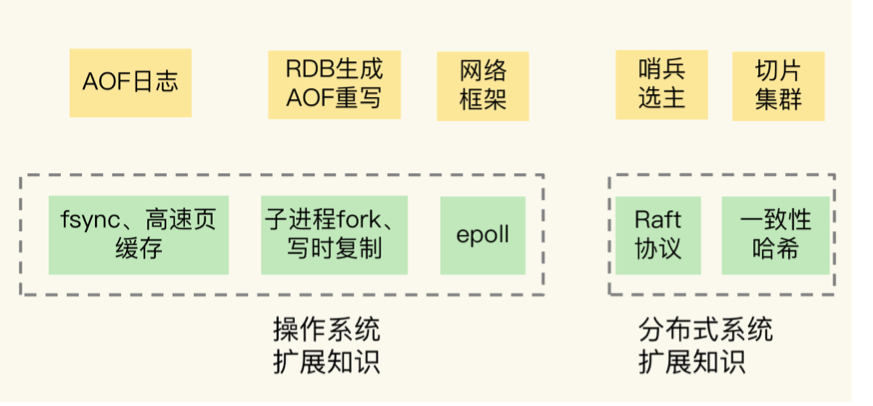 AOF日志
RDB生成
AOF重写
网络
框架
哨兵
选主
切片
集群
fsync、高速页
缓存
子进程fork、
写时复制
epoll
Raft
协议
一致性
哈希
操作系统
扩展知识
分布式系统
扩展知识